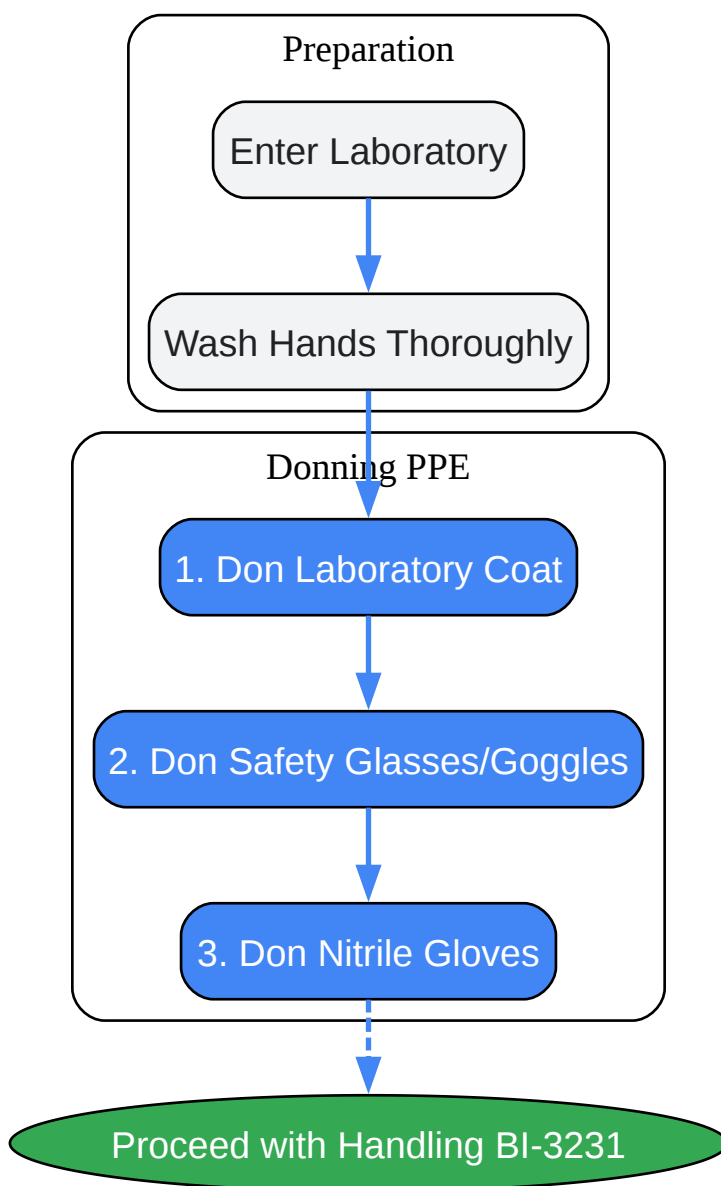 Preparation
Enter Laboratory
Wash Hands Thoroughly
Donning PPE
1. Don Laboratory Coat
2. Don Safety Glasses/Goggles
3. Don Nitrile Gloves
Proceed with Handling BI-3231